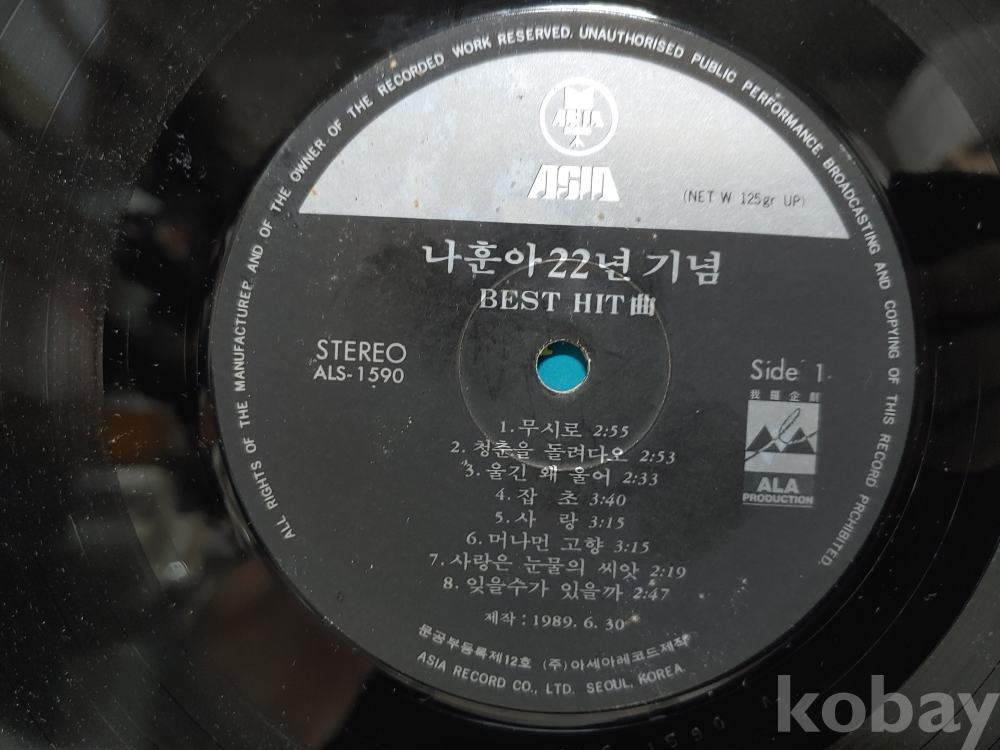 ALL RIGHTS OF THE MANUFACTURER AND OF THE OWNER OF THE RECORDED WORK RESERVED. UNAUTHORISED PUBLIC PERFORMANCE. BROADCASTING AND COPYING OF THIS RECORD PROHIBITED.
ASIA
ASIA
(NET W 125gr UP)
나훈아 22년 기념
BEST HIT 曲
STEREO
ALS-1590
Side 1
我羅企劃
ALA
PRODUCTION
1. 무시로 2:55
2. 청춘을 돌려다오 2:53
3. 울긴 왜 울어 2:33
4. 잡 초 3:40
5. 사 랑 3:15
6. 머나먼 고향 3:15
7. 사랑은 눈물의 씨앗 2:19
8. 잊을수가 있을까 2:47
제작 : 1989. 6. 30
문공부등록제12호 (주)아세아레코드제작
ASIA RECORD CO., LTD. SEOUL, KOREA.
kobay